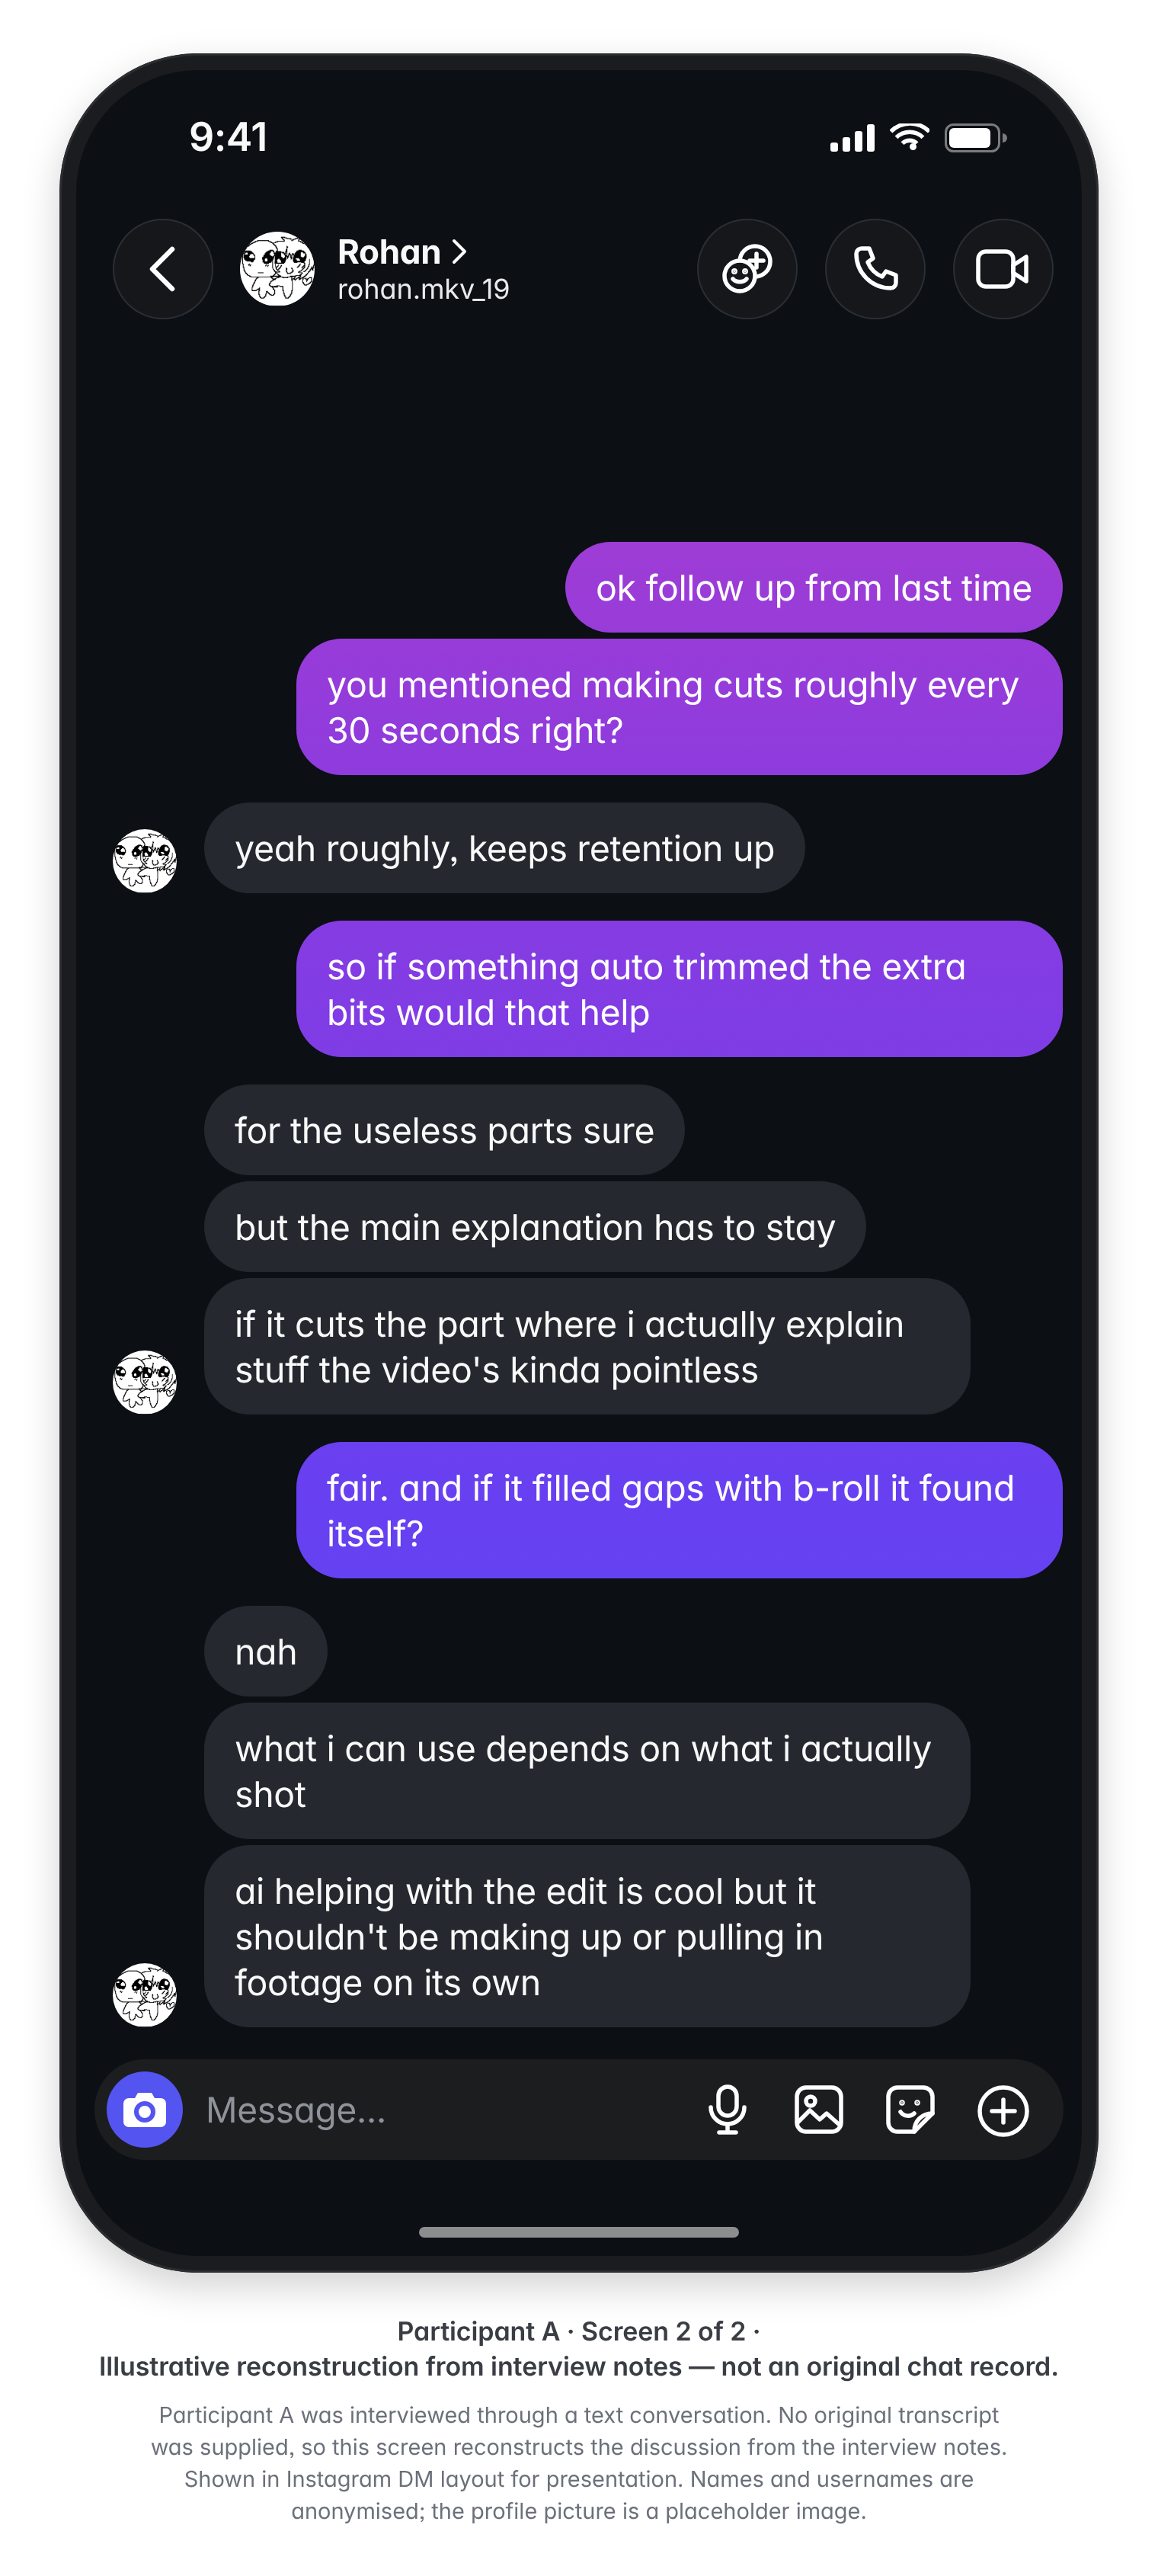 9:41
Rohan
rohan.mkv_19
ok follow up from last time
you mentioned making cuts roughly every
30 seconds right?
yeah roughly, keeps retention up
so if something auto trimmed the extra
bits would that help
for the useless parts sure
but the main explanation has to stay
if it cuts the part where i actually explain
stuff the video's kinda pointless
fair. and if it filled gaps with b-roll it found
itself?
nah
what i can use depends on what i actually
shot
ai helping with the edit is cool but it
shouldn't be making up or pulling in
footage on its own
Message...
Participant A · Screen 2 of 2 ·
Illustrative reconstruction from interview notes — not an original chat record.
Participant A was interviewed through a text conversation. No original transcript
was supplied, so this screen reconstructs the discussion from the interview notes.
Shown in Instagram DM layout for presentation. Names and usernames are
anonymised; the profile picture is a placeholder image.